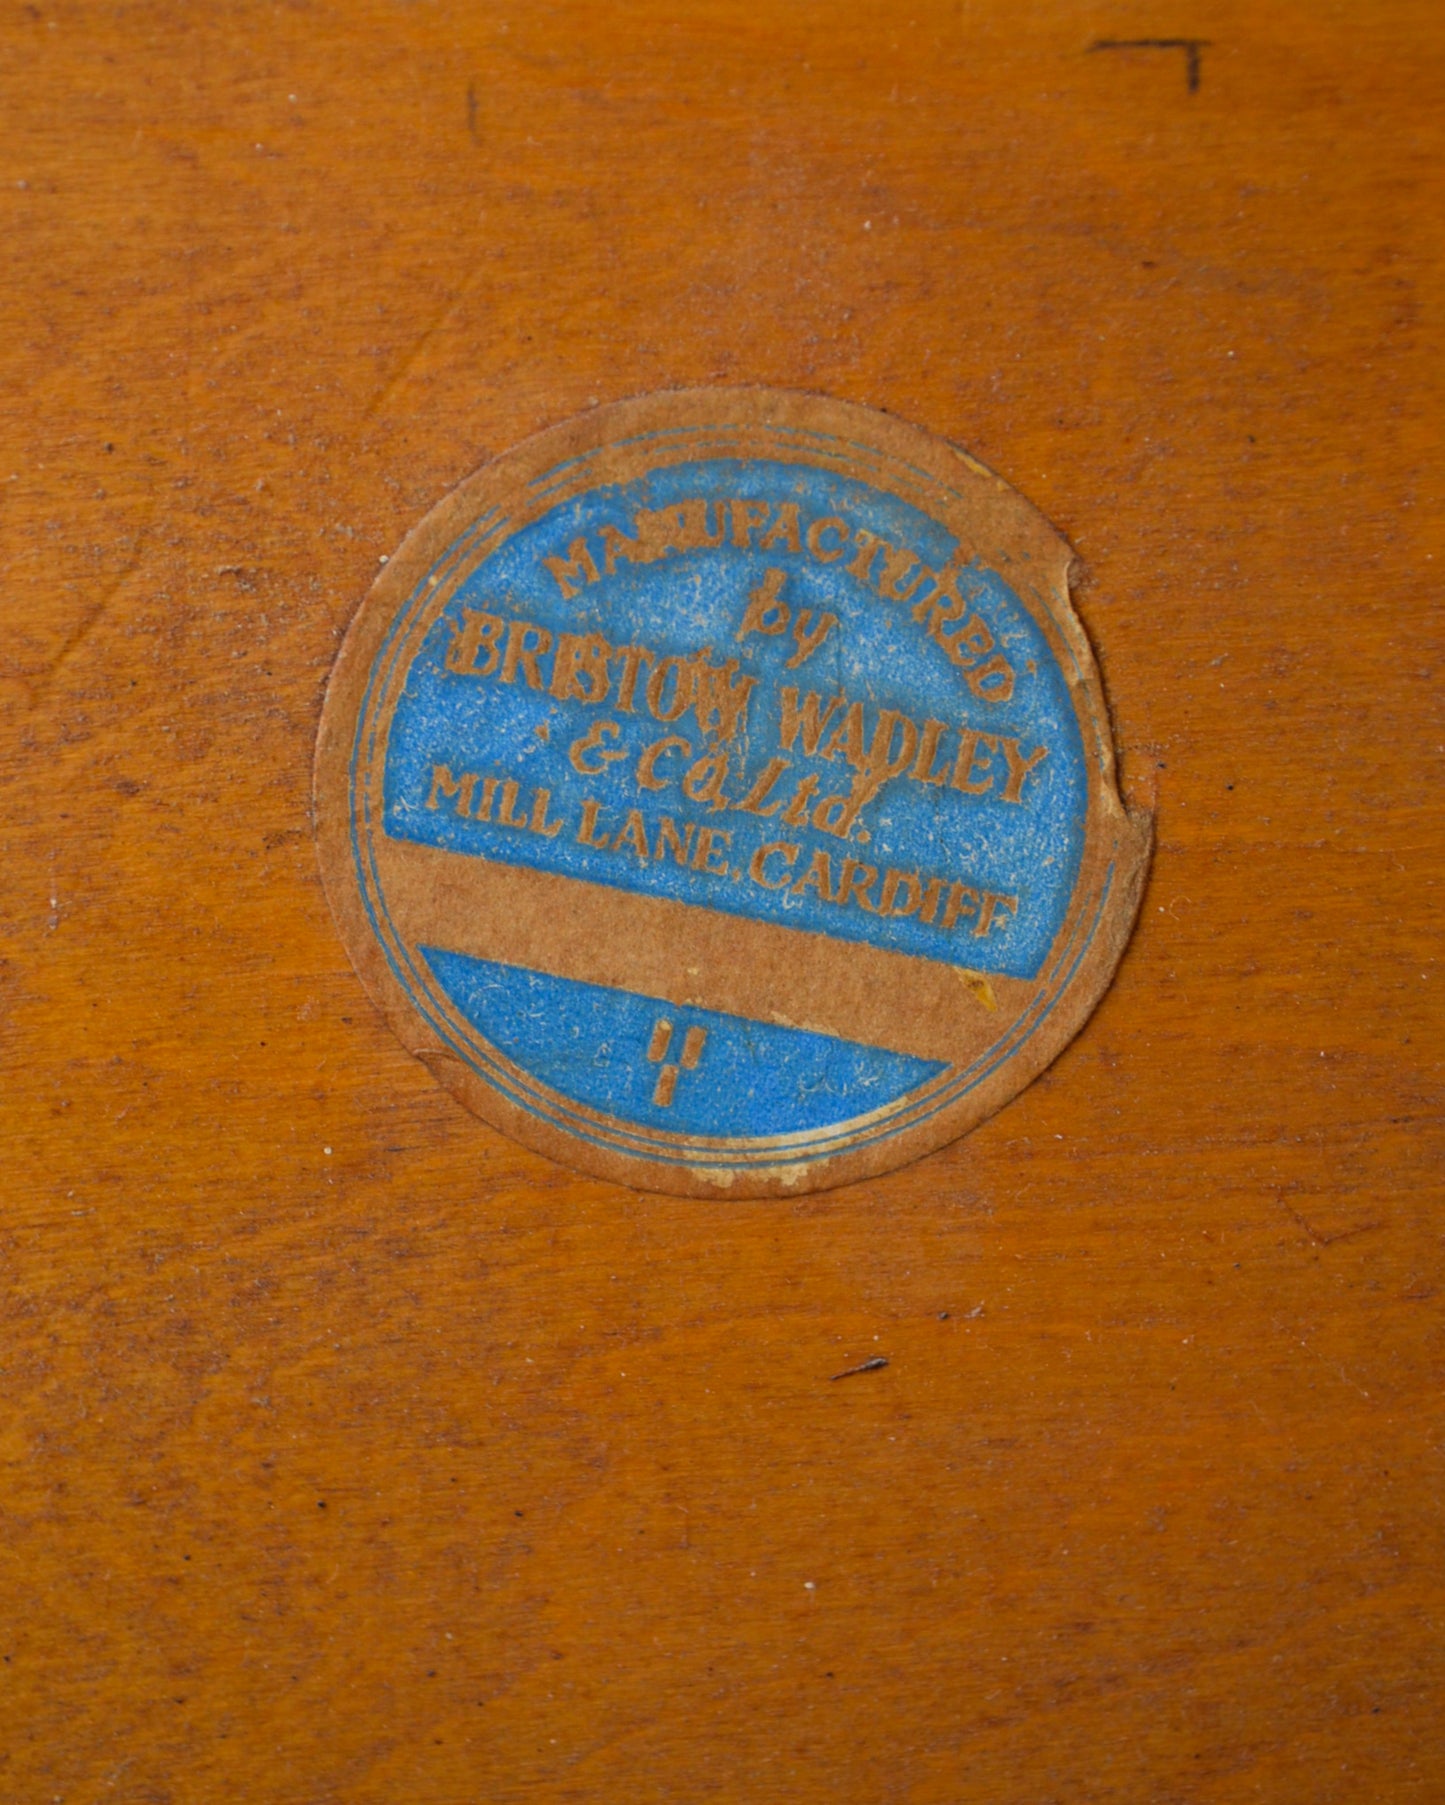 MANUFACTURED
by
BRISTOW WADLEY
& Co, Ltd.
MILL LANE. CARDIFF